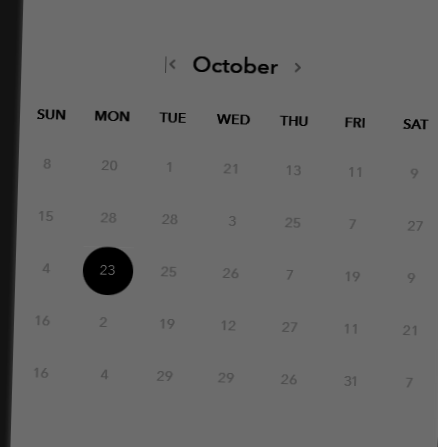 |< October >
SUN MON TUE WED THU FRI SAT
8 20 1 21 13 11 9
15 28 28 3 25 7 27
4 23 25 26 7 19 9
16 2 19 12 27 11 21
16 4 29 29 26 31 7